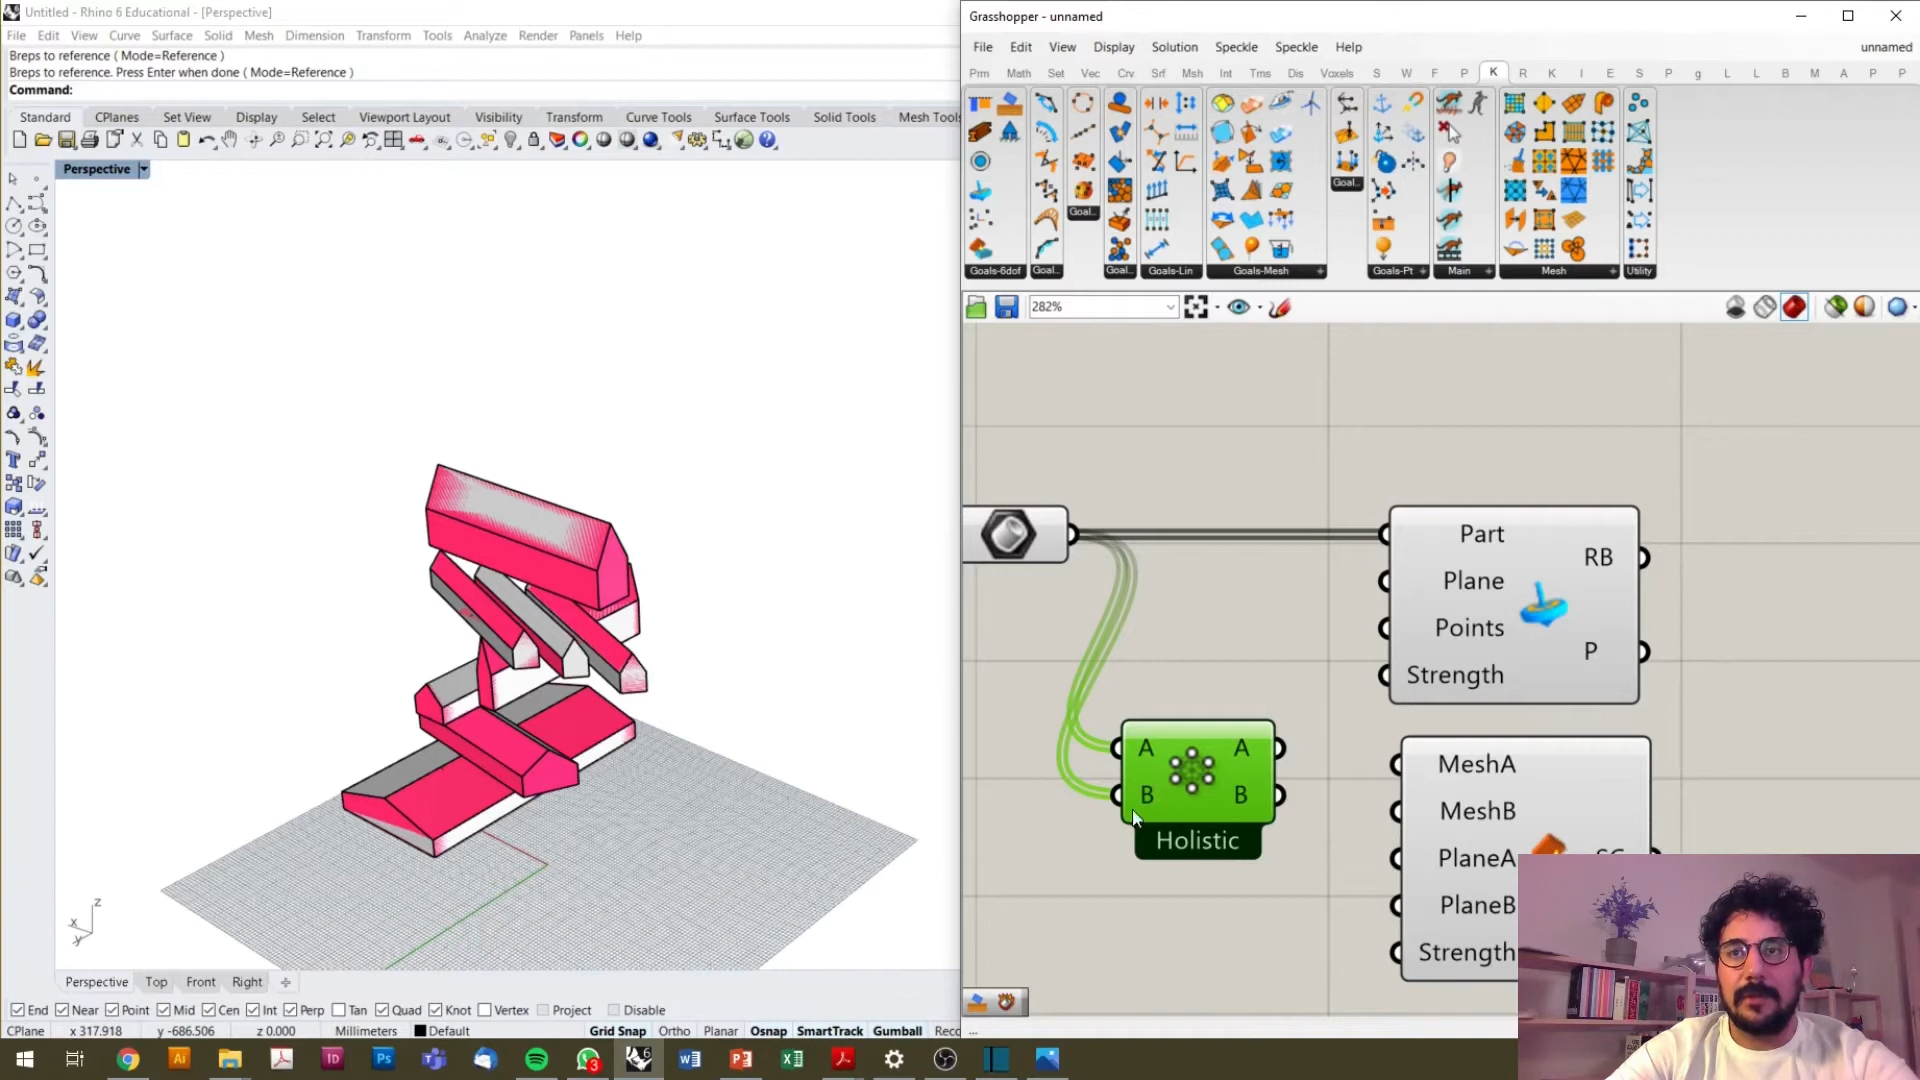 Untitled - Rhino 6 Educational - [Perspective]
File Edit View Curve Surface Solid Mesh Dimension Transform Tools Analyze Render Panels Help
Breps to reference ( Mode=Reference )
Breps to reference. Press Enter when done ( Mode=Reference )
Command:
Standard CPlanes Set View Display Select Viewport Layout Visibility Transform Curve Tools Surface Tools Solid Tools Mesh Tools
Perspective
z
x
y
Perspective Top Front Right
End Near Point Mid Cen Int Perp Tan Quad Knot Vertex Project Disable
CPlane x 317.918 y -686.506 z 0.000 Millimeters Default Grid Snap Ortho Planar Osnap SmartTrack Gumball Reco
Grasshopper - unnamed
File Edit View Display Solution Speckle Speckle Help unnamed
Prm Math Set Vec Crv Srf Msh Int Trns Dis Voxels S W F P K R K I E S P g L L B M A P P
Goal...
Goal...
Goals-6dof Goal... Goal... Goals-Lin Goals-Mesh Goals-Pt Main Mesh Utility
282%
Part
Plane
Points
Strength
RB
P
A A
B B
Holistic
MeshA
MeshB
PlaneA
PlaneB
Strength
...
Ai Id Ps 3 6